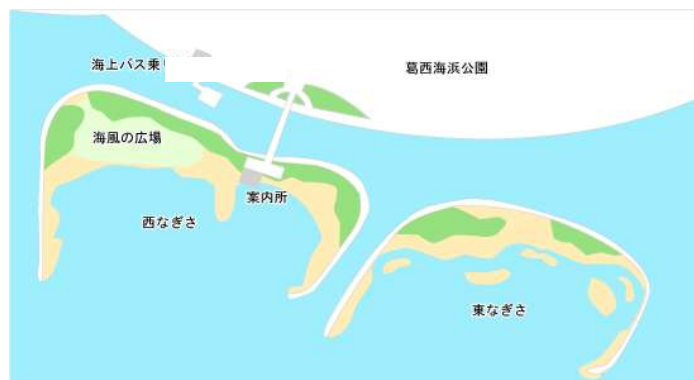 海上バス乗
葛西海浜公園
海風の広場
案内所
西なぎさ
東なぎさ